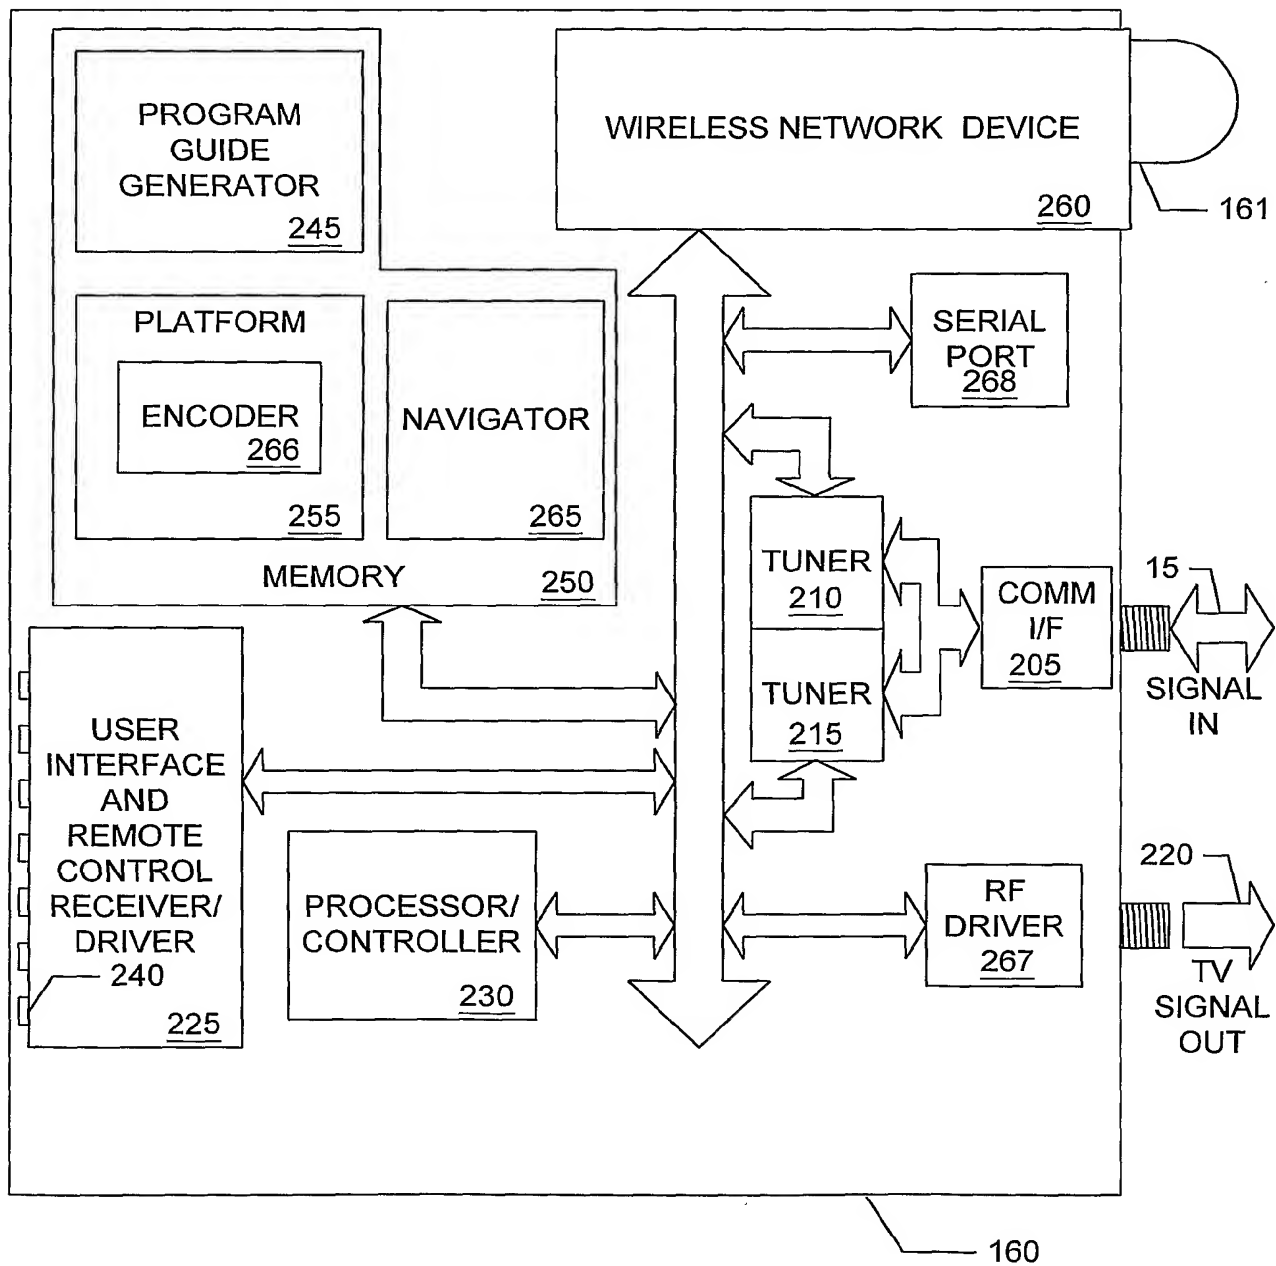 PROGRAM
GUIDE
GENERATOR
245
WIRELESS NETWORK DEVICE
260
161
PLATFORM
ENCODER
266
255
NAVIGATOR
265
MEMORY
250
SERIAL
PORT
268
TUNER
210
TUNER
215
COMM
I/F
205
15
SIGNAL
IN
USER
INTERFACE
AND
REMOTE
CONTROL
RECEIVER/
DRIVER
240
225
PROCESSOR/
CONTROLLER
230
RF
DRIVER
267
220
TV
SIGNAL
OUT
160